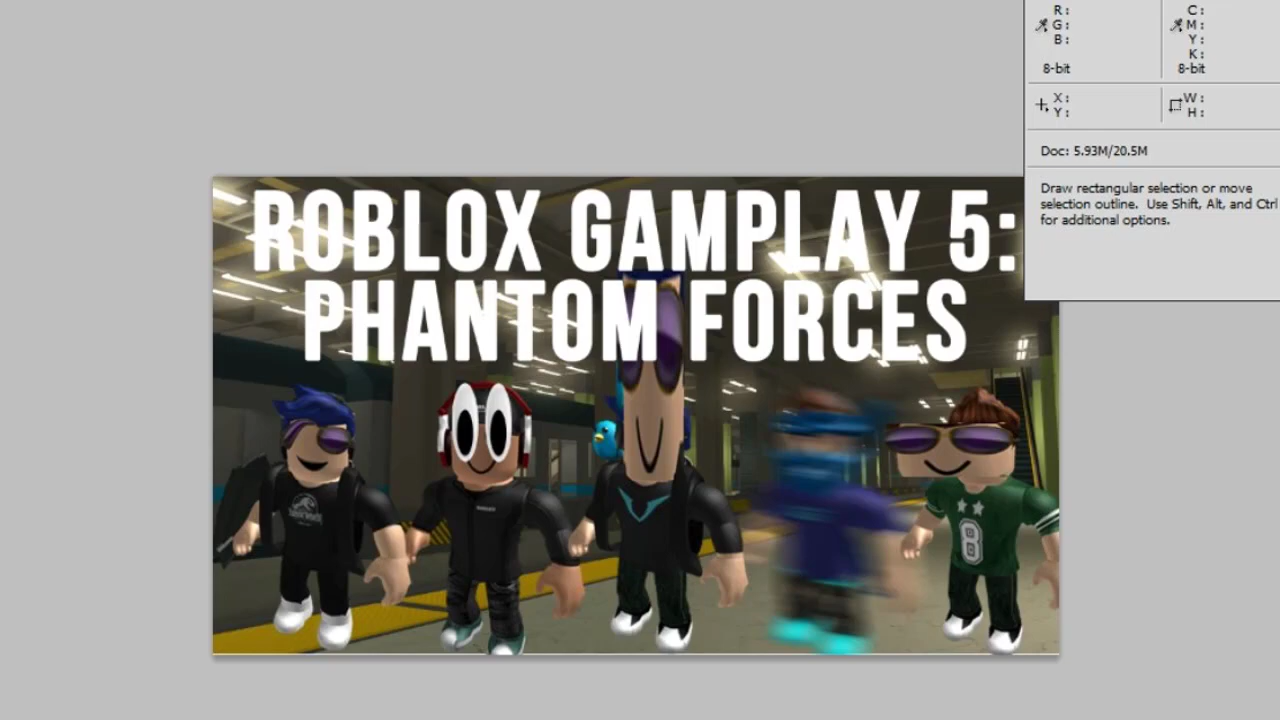 R:
G:
B:
8-bit
C:
M:
Y:
K:
8-bit
X:
Y:
W:
H:
Doc: 5.93M/20.5M
Draw rectangular selection or move
selection outline. Use Shift, Alt, and Ctrl
for additional options.
ROBLOX GAMPLAY 5:
PHANTOM FORCES
8